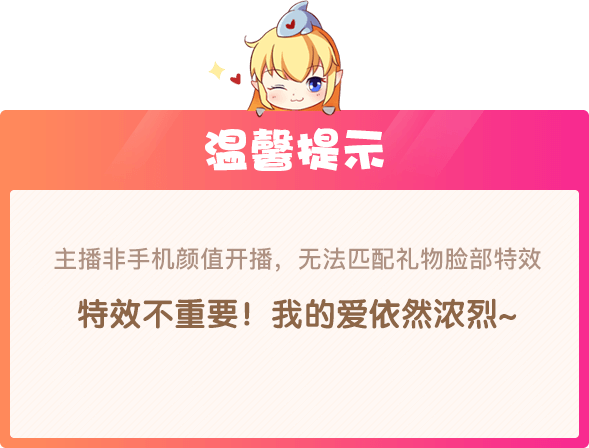 温馨提示
主播非手机颜值开播，无法匹配礼物脸部特效
特效不重要！我的爱依然浓烈~